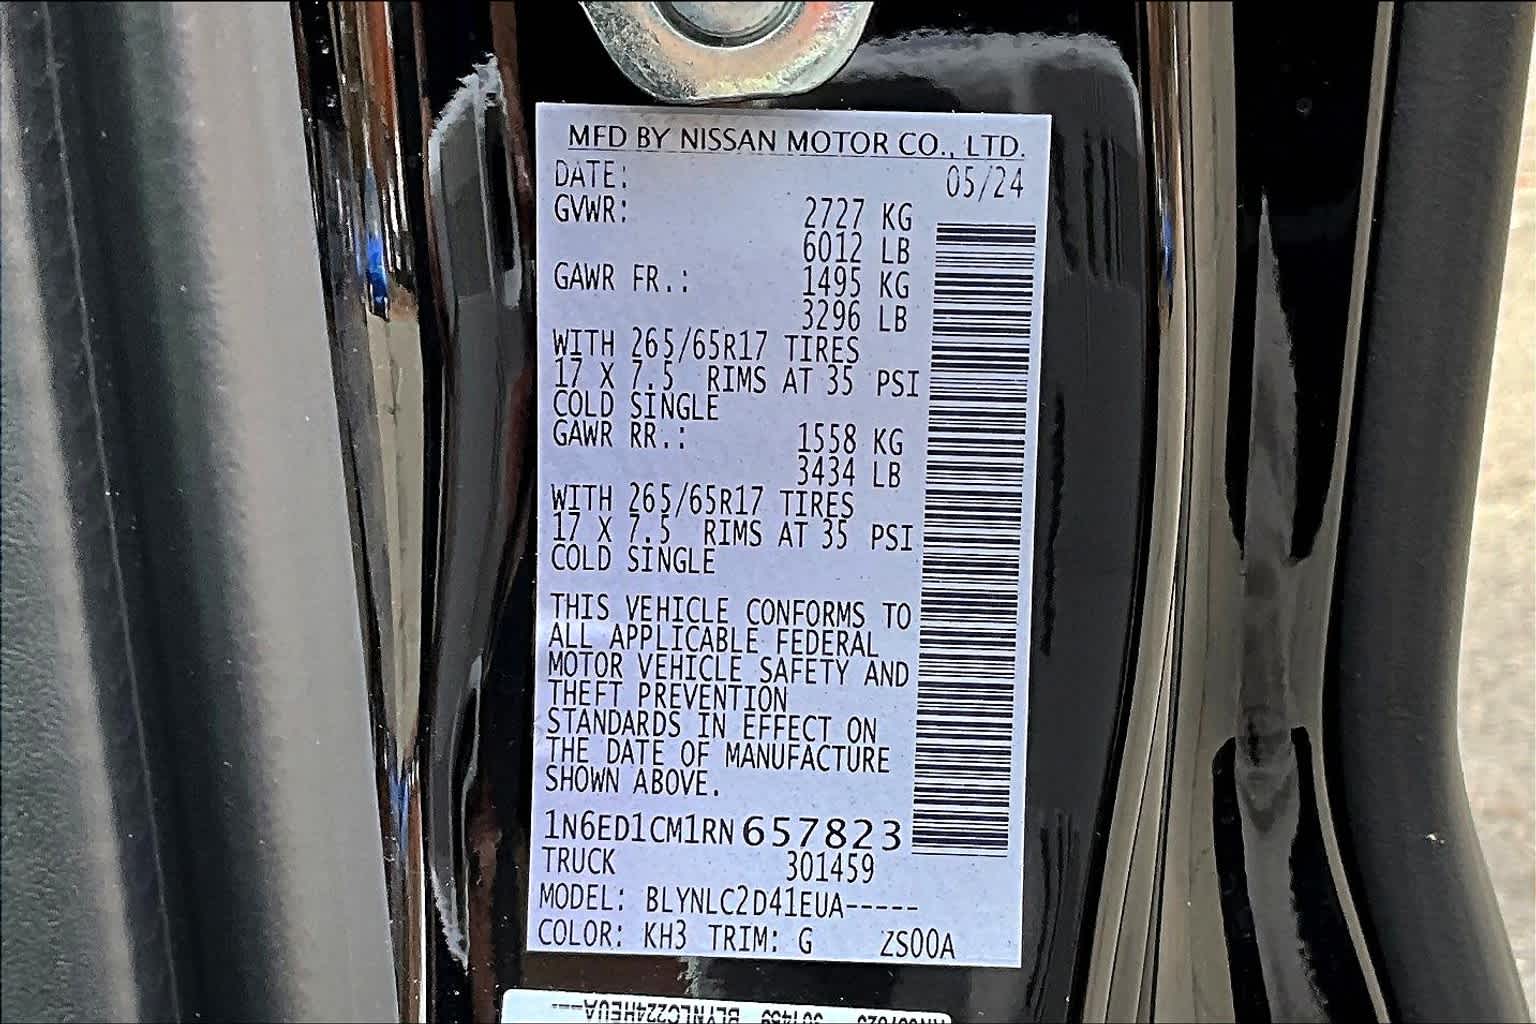 MFD BY NISSAN MOTOR CO., LTD.
DATE: 05/24
GVWR: 2727 KG
6012 LB
GAWR FR.: 1495 KG
3296 LB
WITH 265/65R17 TIRES
17 X 7.5 RIMS AT 35 PSI
COLD SINGLE
GAWR RR.: 1558 KG
3434 LB
WITH 265/65R17 TIRES
17 X 7.5 RIMS AT 35 PSI
COLD SINGLE
THIS VEHICLE CONFORMS TO
ALL APPLICABLE FEDERAL
MOTOR VEHICLE SAFETY AND
THEFT PREVENTION
STANDARDS IN EFFECT ON
THE DATE OF MANUFACTURE
SHOWN ABOVE.
1N6ED1CM1RN657823
TRUCK 301459
MODEL: BLYNLC2D41EUA-----
COLOR: KH3 TRIM: G ZS00A